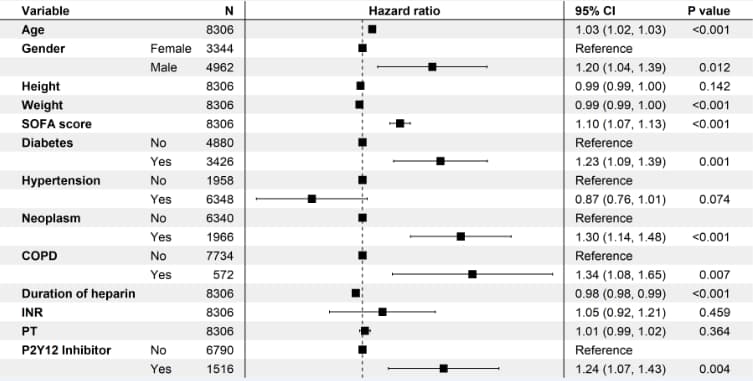 Variable N Hazard ratio 95% CI P value
Age 8306 1.03 (1.02, 1.03) <0.001
Gender Female 3344 Reference
Male 4962 1.20 (1.04, 1.39) 0.012
Height 8306 0.99 (0.99, 1.00) 0.142
Weight 8306 0.99 (0.99, 1.00) <0.001
SOFA score 8306 1.10 (1.07, 1.13) <0.001
Diabetes No 4880 Reference
Yes 3426 1.23 (1.09, 1.39) 0.001
Hypertension No 1958 Reference
Yes 6348 0.87 (0.76, 1.01) 0.074
Neoplasm No 6340 Reference
Yes 1966 1.30 (1.14, 1.48) <0.001
COPD No 7734 Reference
Yes 572 1.34 (1.08, 1.65) 0.007
Duration of heparin 8306 0.98 (0.98, 0.99) <0.001
INR 8306 1.05 (0.92, 1.21) 0.459
PT 8306 1.01 (0.99, 1.02) 0.364
P2Y12 Inhibitor No 6790 Reference
Yes 1516 1.24 (1.07, 1.43) 0.004